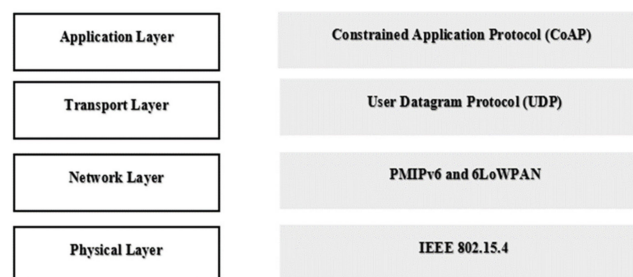 Application Layer
Constrained Application Protocol (CoAP)
Transport Layer
User Datagram Protocol (UDP)
Network Layer
PMIPv6 and 6LoWPAN
Physical Layer
IEEE 802.15.4